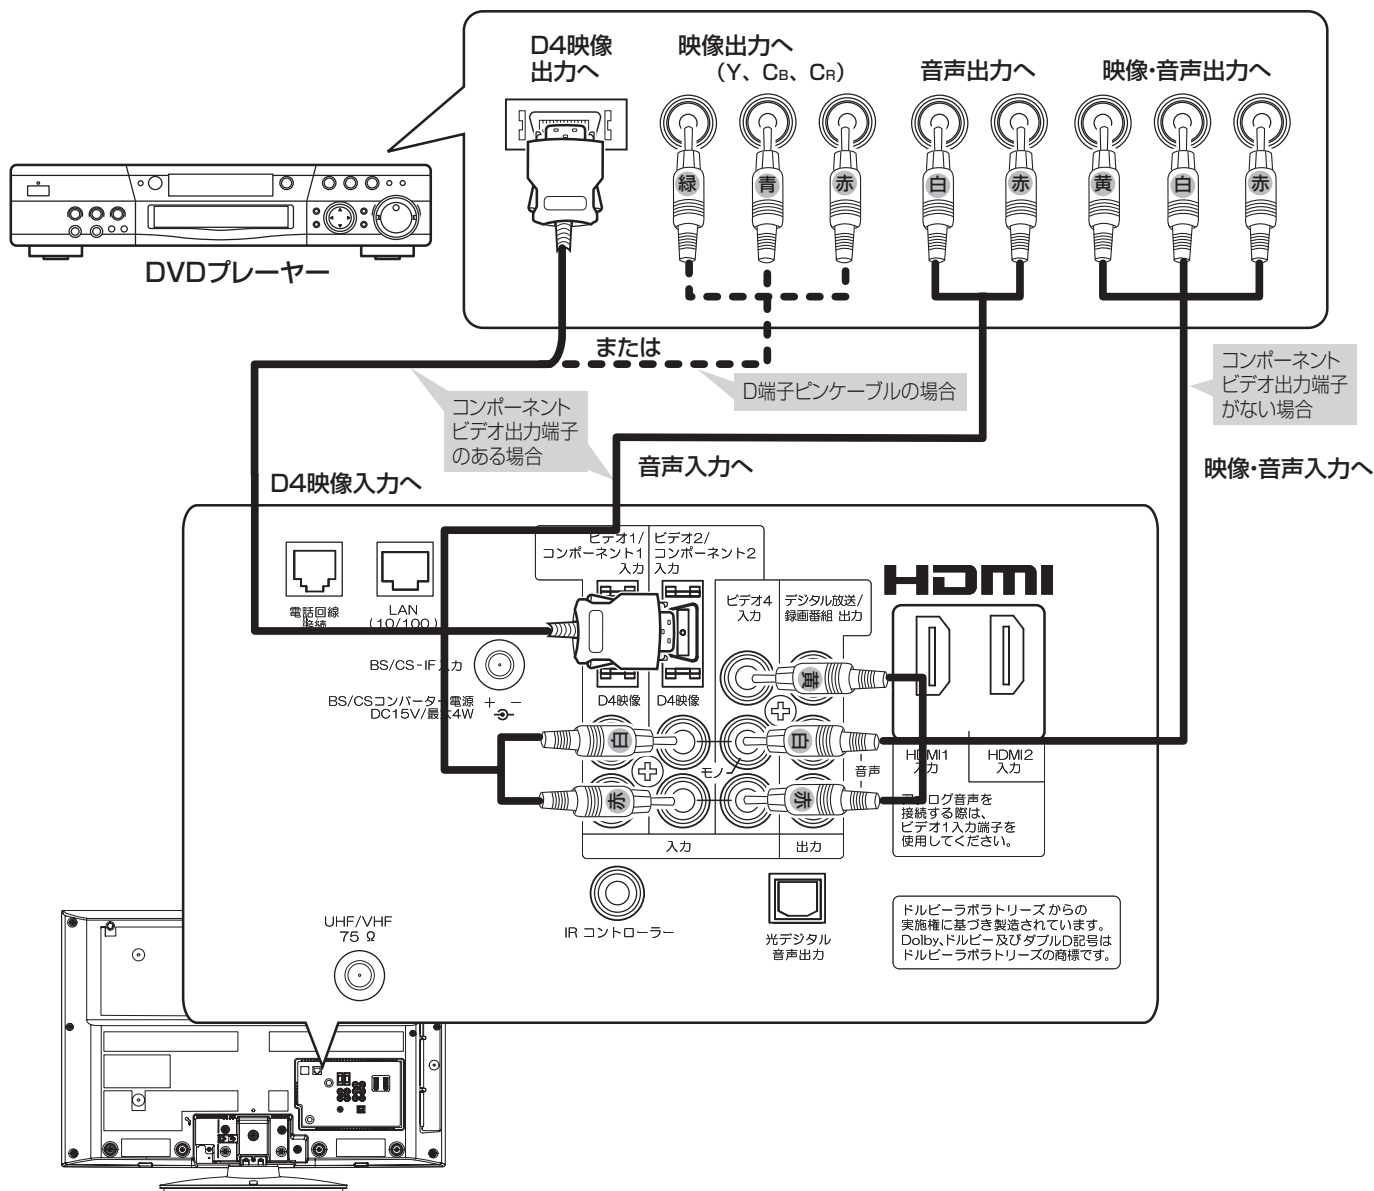 D4映像
出力へ
映像出力へ
（Y、CB、CR）
音声出力へ
映像・音声出力へ
緑
青
赤
白
赤
黄
白
赤
DVDプレーヤー
または
D端子ピンケーブルの場合
コンポーネント
ビデオ出力端子
のある場合
コンポーネント
ビデオ出力端子
がない場合
D4映像入力へ
音声入力へ
映像・音声入力へ
ビデオ1/
コンポーネント1
入力
ビデオ2/
コンポーネント2
入力
HDMI
電話回線
接続
LAN
(10/100)
ビデオ4
入力
デジタル放送/
録画番組 出力
BS/CS-IF入力
BS/CSコンバーター電源
DC15V/最大4W
+ −
D4映像
D4映像
黄
白
白
モノ
音声
赤
赤
HDMI1
入力
HDMI2
入力
アナログ音声を
接続する際は、
ビデオ1入力端子を
使用してください。
入力
出力
IR コントローラー
光デジタル
音声出力
UHF/VHF
75 Ω
ドルビーラボラトリーズからの
実施権に基づき製造されています。
Dolby、ドルビー及びダブルD記号は
ドルビーラボラトリーズの商標です。